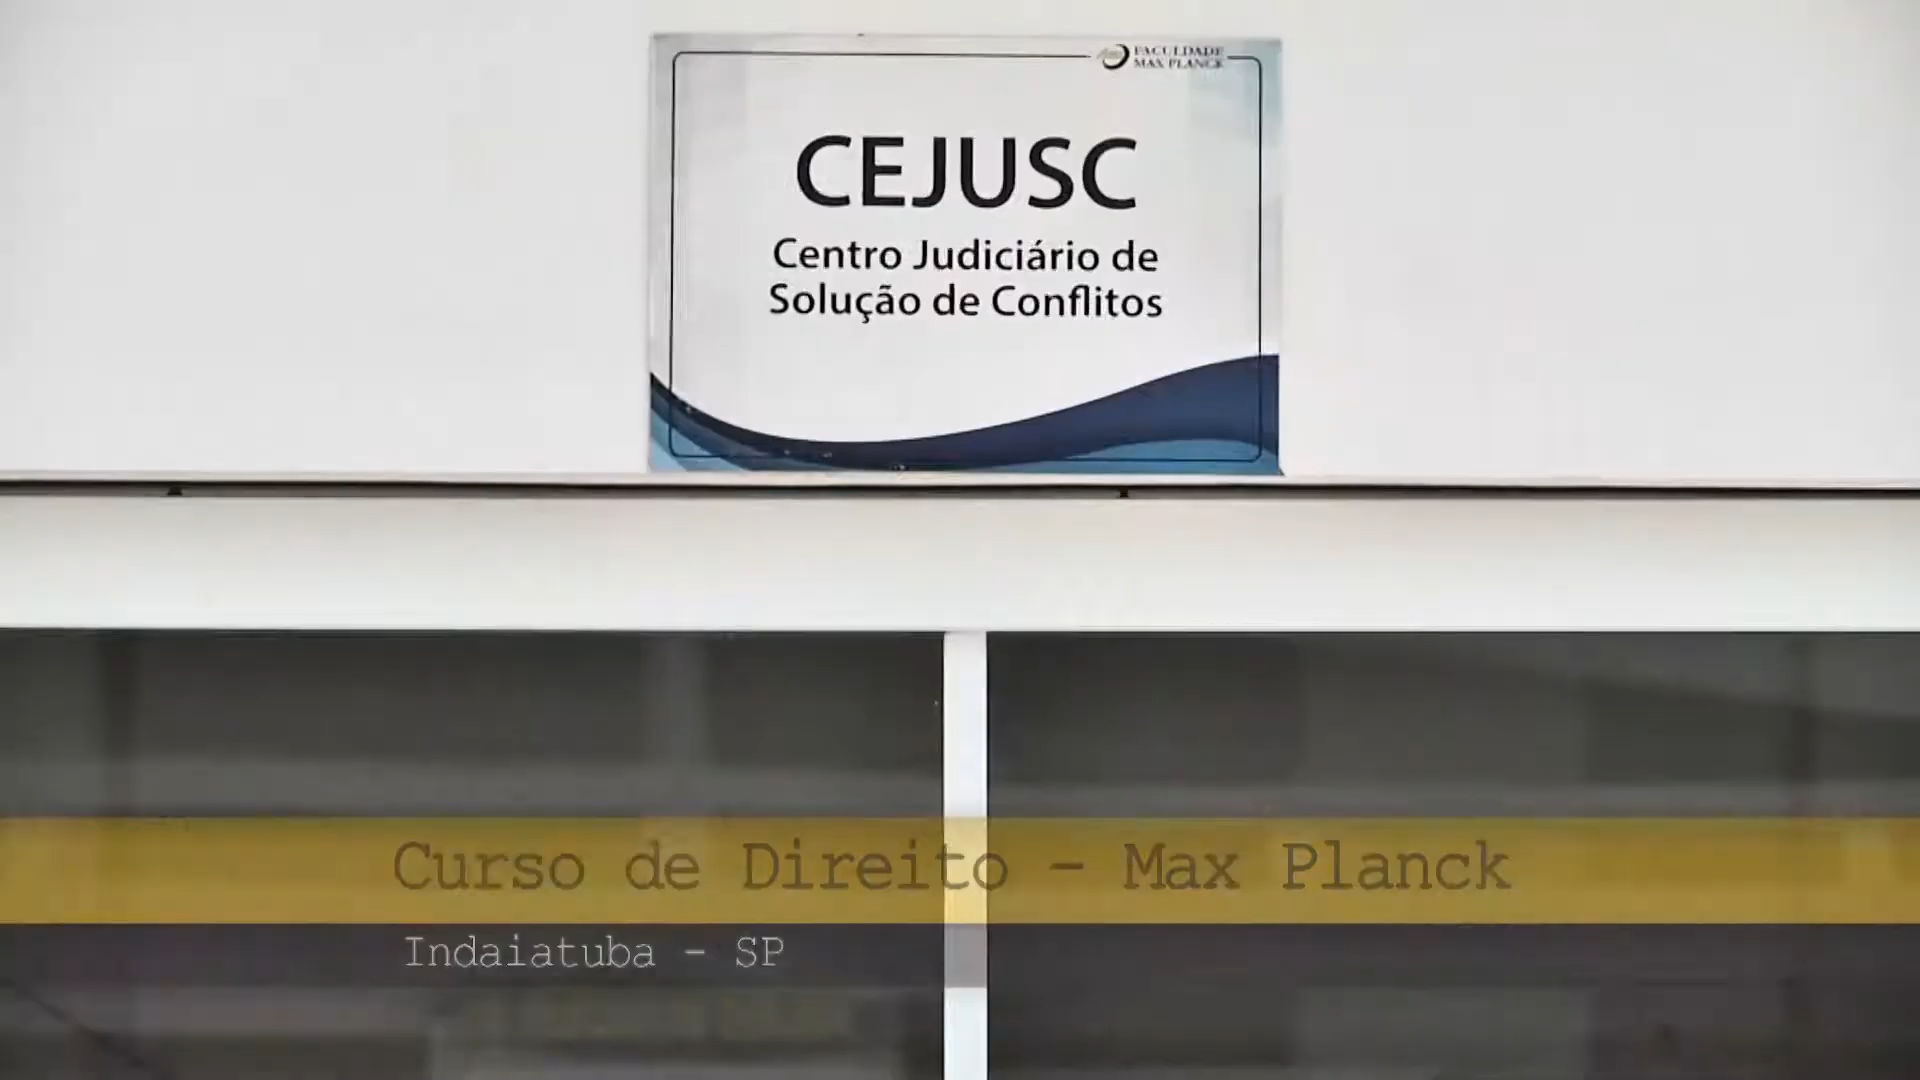 FACULDADE
MAX PLANCK
CEJUSC
Centro Judiciário de
Solução de Conflitos
Curso de Direito - Max Planck
Indaiatuba - SP